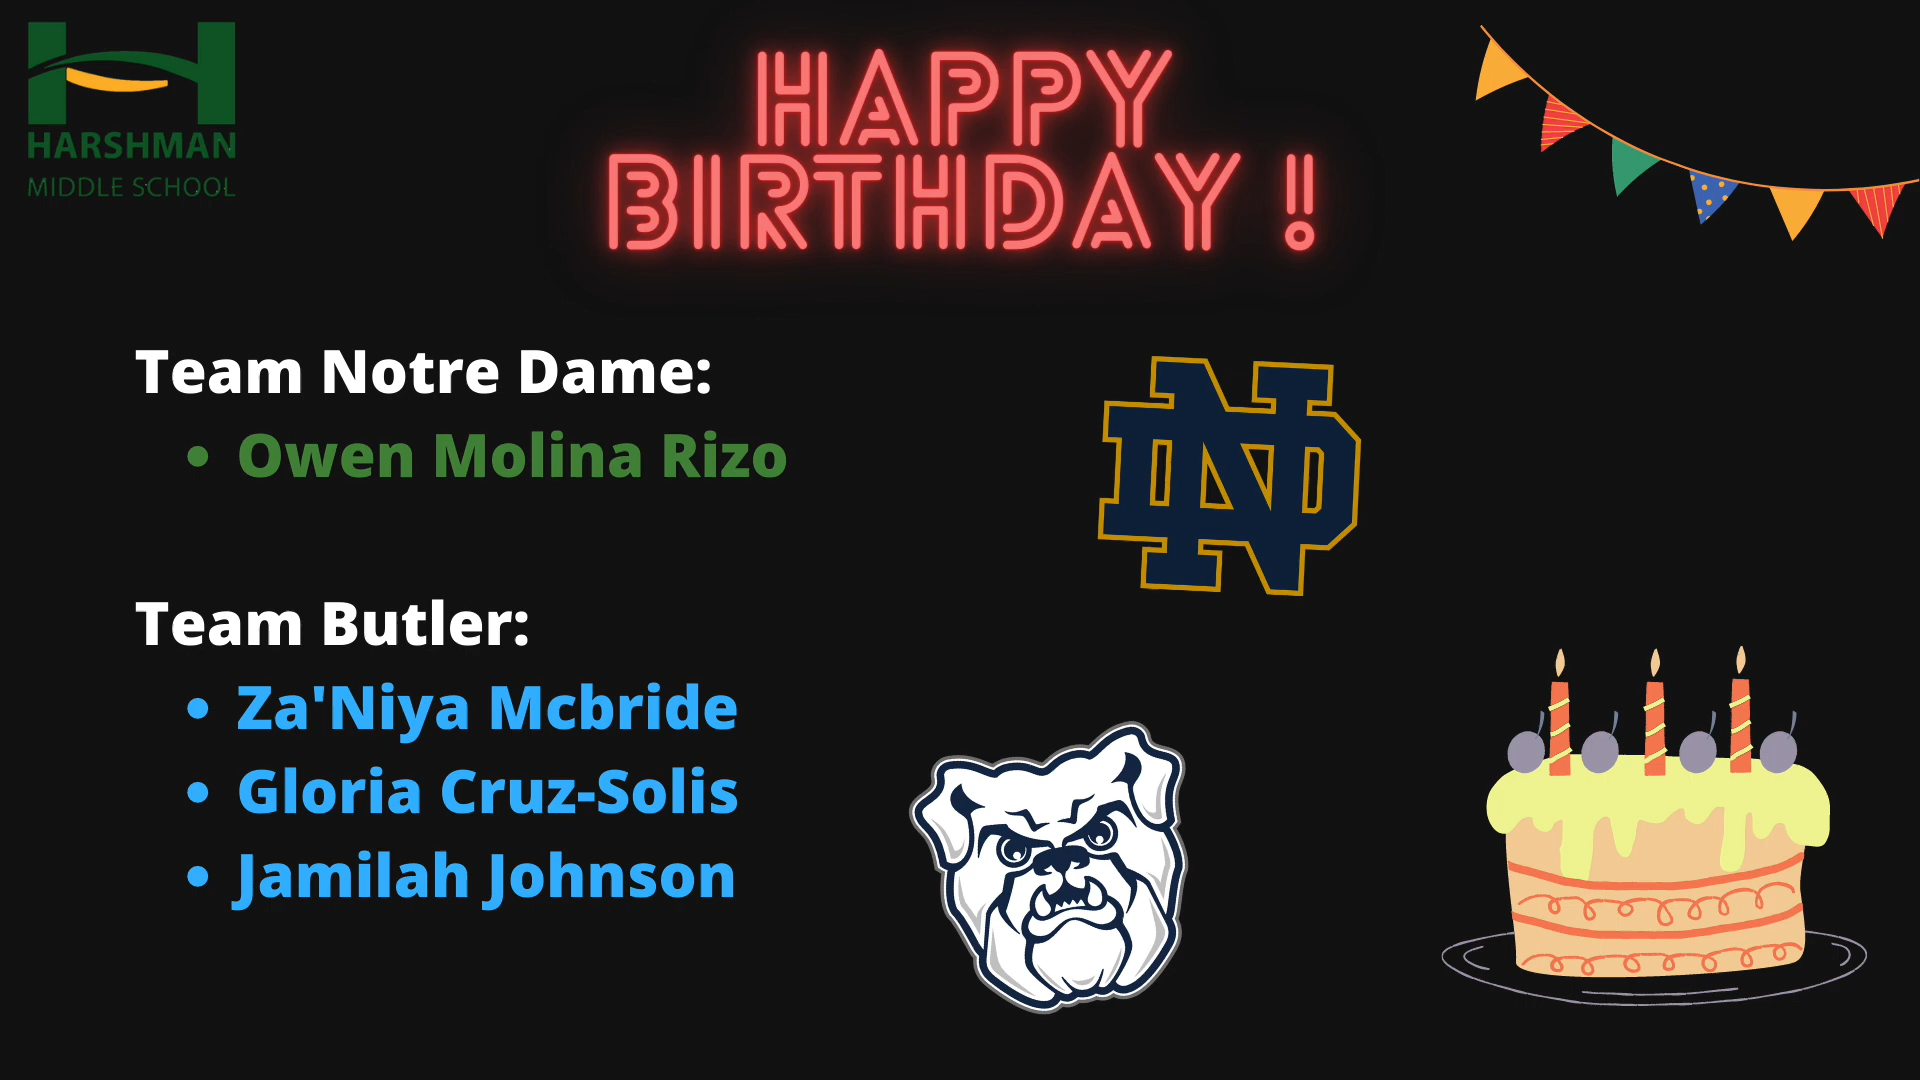 HARSHMAN
MIDDLE SCHOOL
HAPPY
BIRTHDAY !
Team Notre Dame:
• Owen Molina Rizo
ND
Team Butler:
• Za'Niya Mcbride
• Gloria Cruz-Solis
• Jamilah Johnson